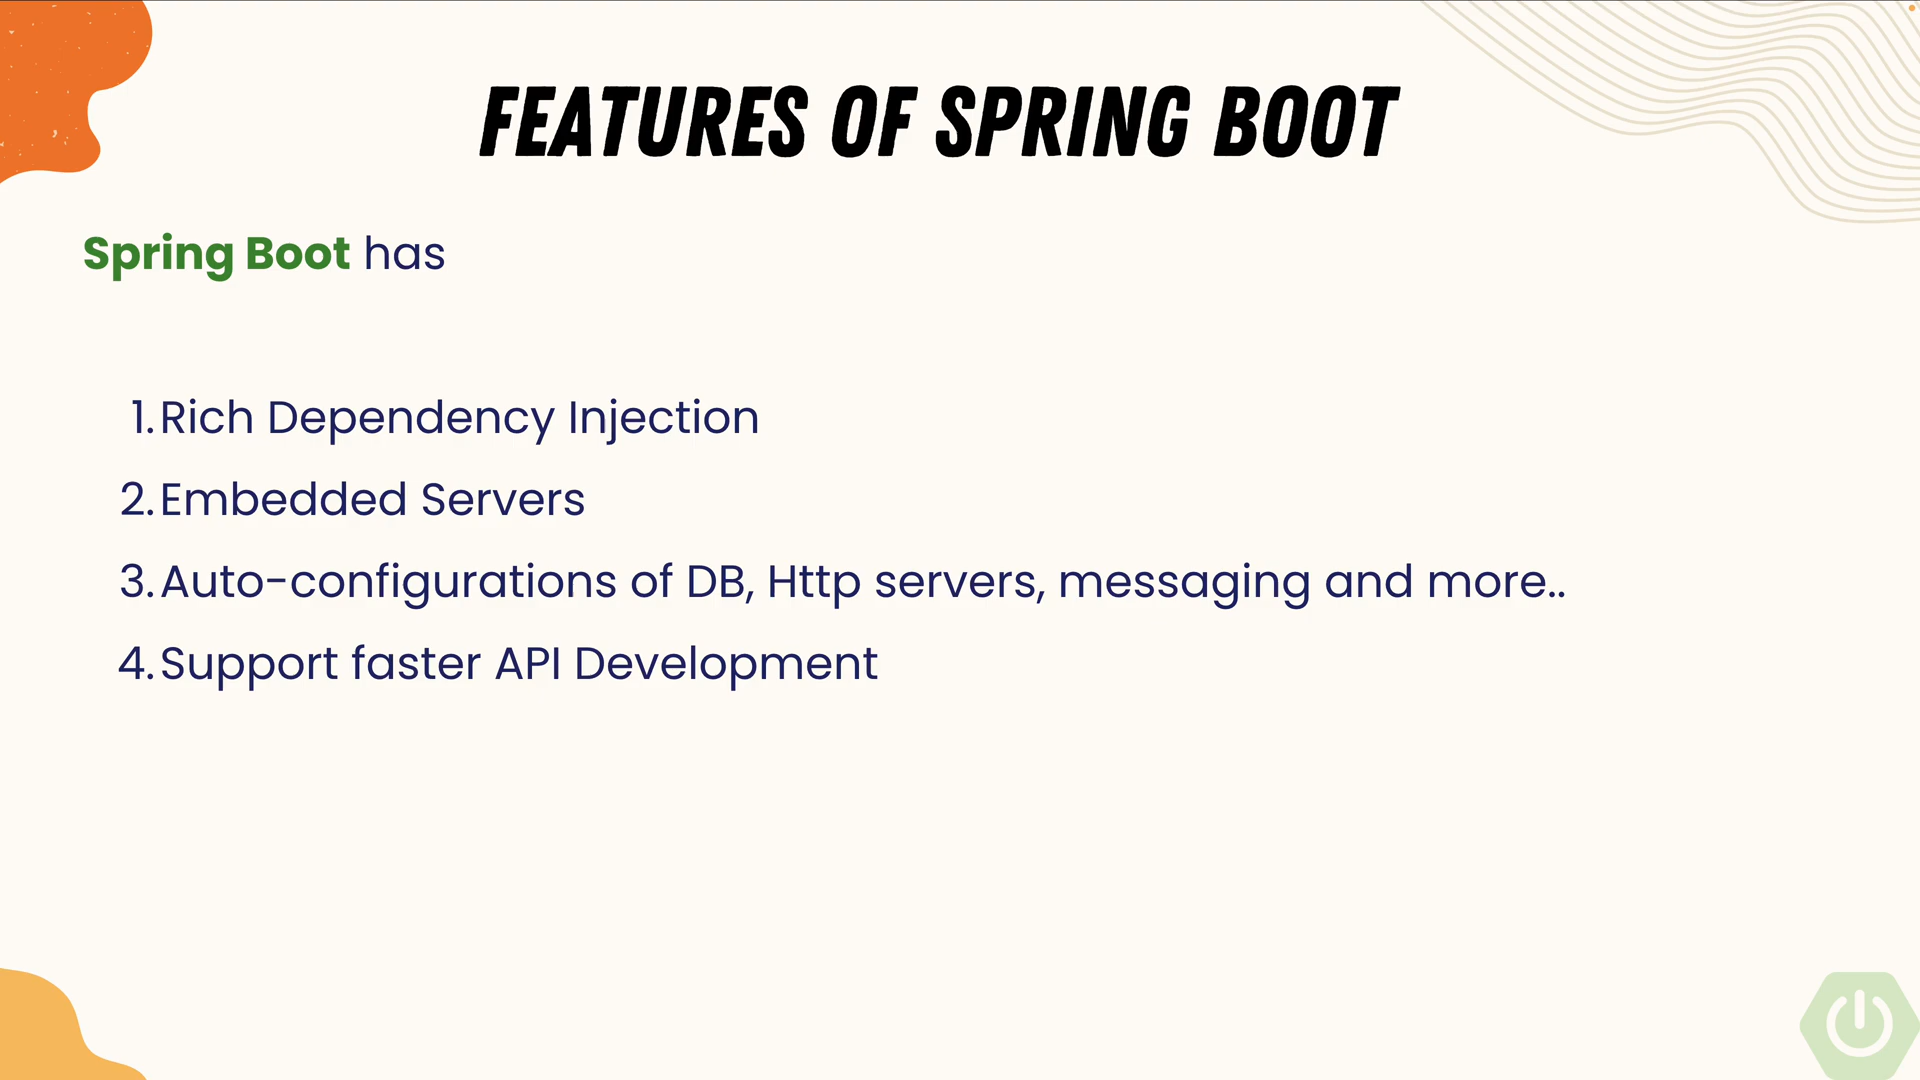 FEATURES OF SPRING BOOT
Spring Boot has
1. Rich Dependency Injection
2. Embedded Servers
3. Auto-configurations of DB, Http servers, messaging and more..
4. Support faster API Development